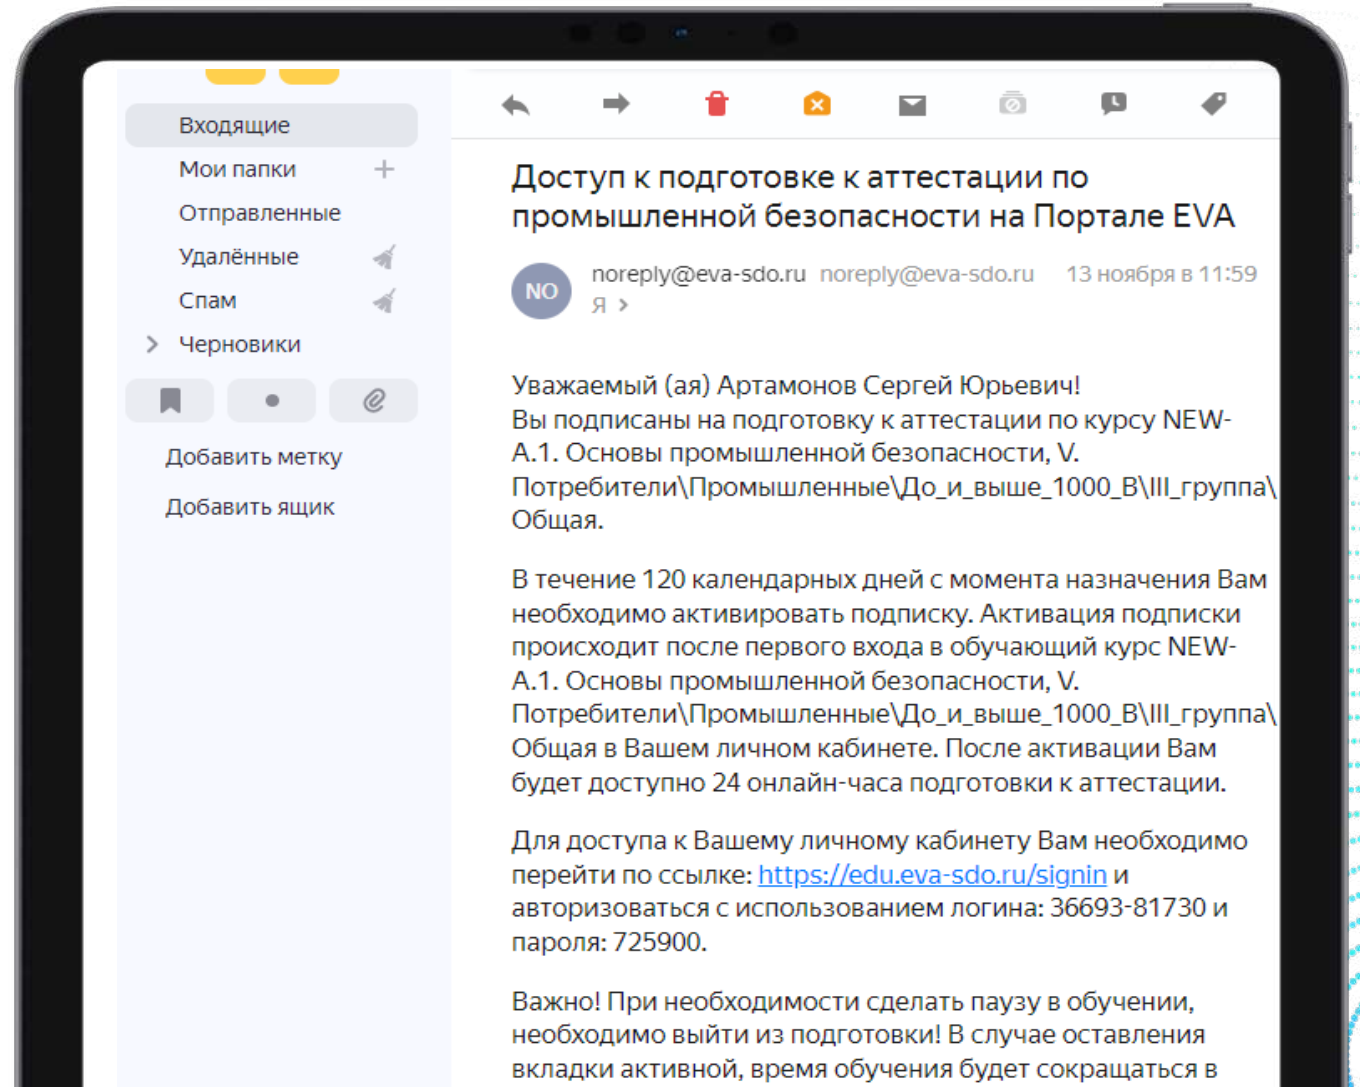 Входящие
Мои папки
Отправленные
Удалённые
Спам
Черновики
Добавить метку
Добавить ящик
Доступ к подготовке к аттестации по
промышленной безопасности на Портале EVA
NO
noreply@eva-sdo.ru noreply@eva-sdo.ru 13 ноября в 11:59
Я
Уважаемый (ая) Артамонов Сергей Юрьевич!
Вы подписаны на подготовку к аттестации по курсу NEW-
А.1. Основы промышленной безопасности, V.
Потребители\Промышленные\До_и_выше_1000_В\III_группа\
Общая.
В течение 120 календарных дней с момента назначения Вам
необходимо активировать подписку. Активация подписки
происходит после первого входа в обучающий курс NEW-
А.1. Основы промышленной безопасности, V.
Потребители\Промышленные\До_и_выше_1000_В\III_группа\
Общая в Вашем личном кабинете. После активации Вам
будет доступно 24 онлайн-часа подготовки к аттестации.
Для доступа к Вашему личному кабинету Вам необходимо
перейти по ссылке: https://edu.eva-sdo.ru/signin и
авторизоваться с использованием логина: 36693-81730 и
пароля: 725900.
Важно! При необходимости сделать паузу в обучении,
необходимо выйти из подготовки! В случае оставления
вкладки активной, время обучения будет сокращаться в